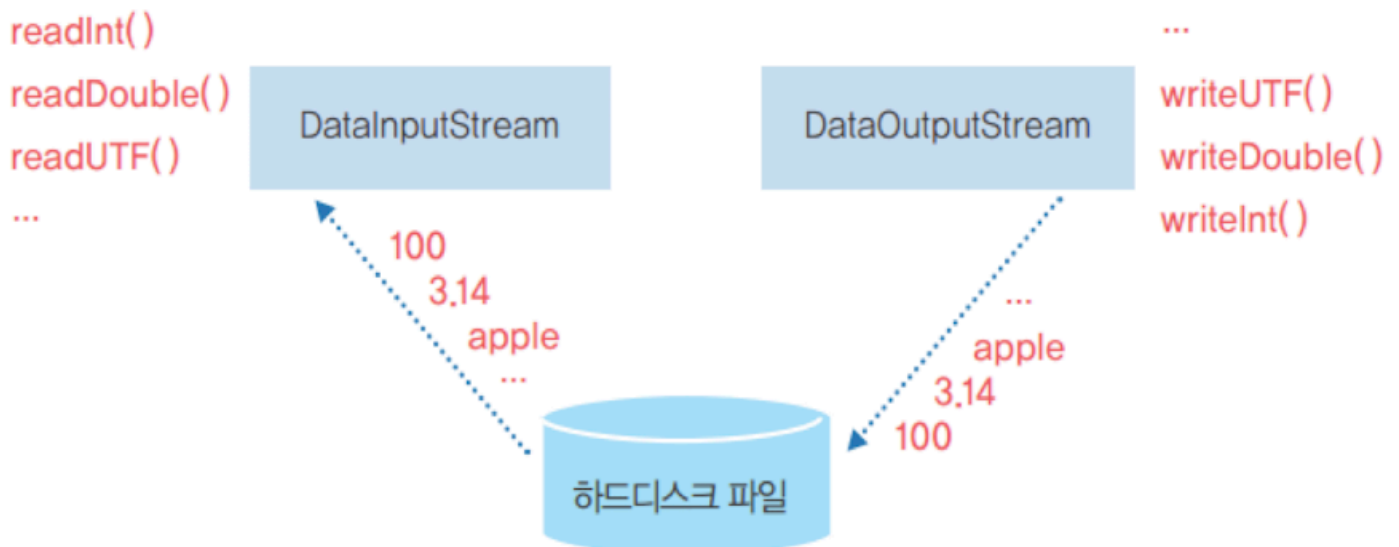 readInt( )
readDouble( )
readUTF( )
...
DataInputStream
100
3.14
apple
...
DataOutputStream
...
writeUTF( )
writeDouble( )
writeInt( )
...
apple
3.14
100
하드디스크 파일